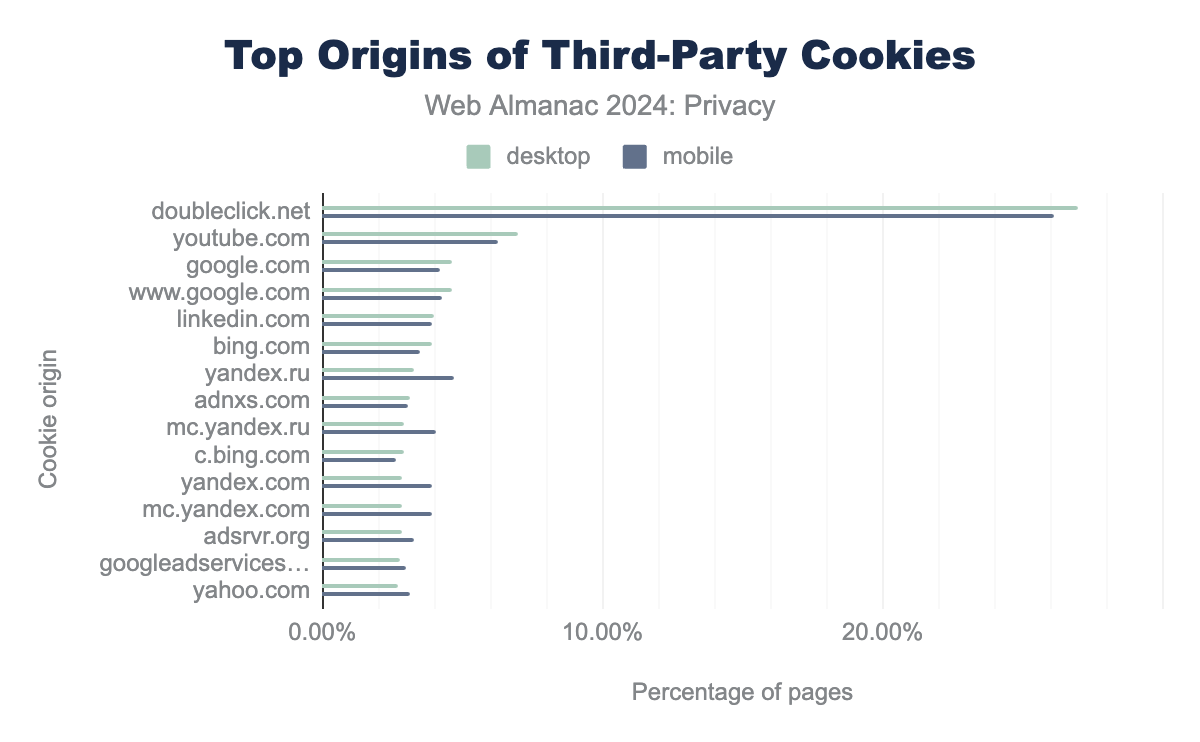 Top Origins of Third-Party Cookies
Web Almanac 2024: Privacy
desktop mobile
Cookie origin
doubleclick.net
youtube.com
google.com
www.google.com
linkedin.com
bing.com
yandex.ru
adnxs.com
mc.yandex.ru
c.bing.com
yandex.com
mc.yandex.com
adsrvr.org
googleadservices…
yahoo.com
0.00% 10.00% 20.00%
Percentage of pages